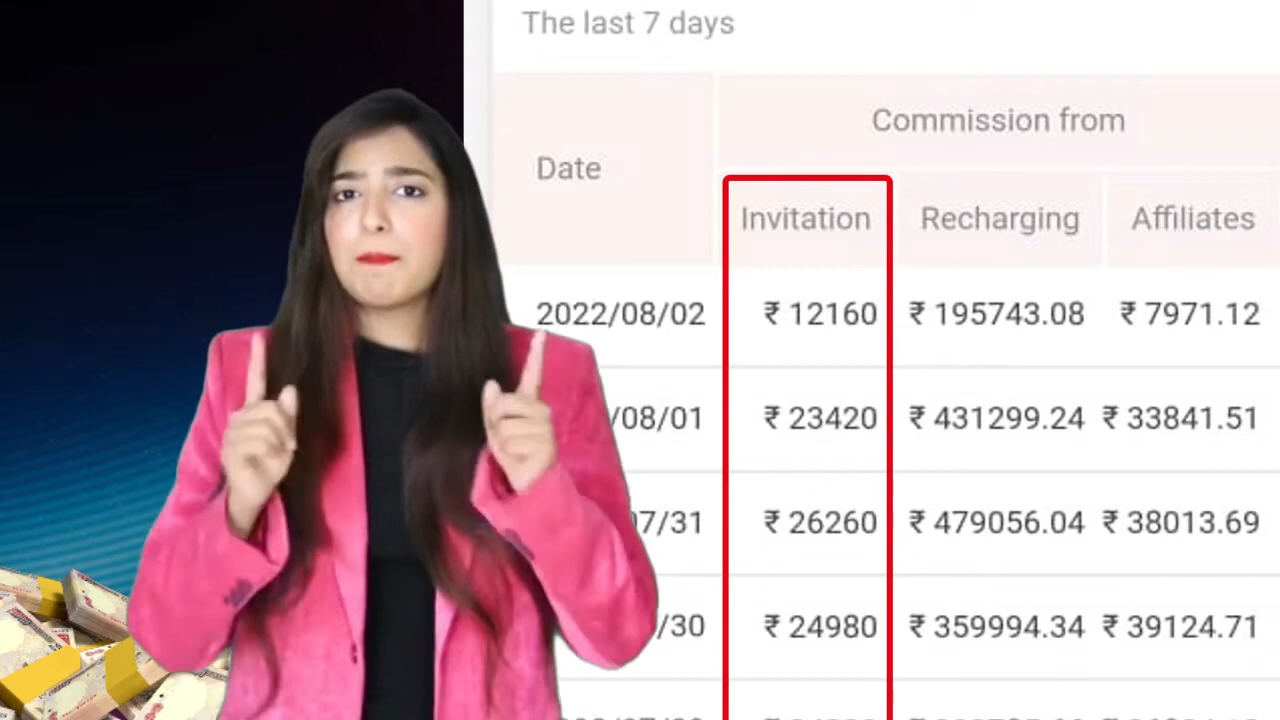 The last 7 days
Commission from
Date
Invitation Recharging Affiliates
2022/08/02 ₹ 12160 ₹ 195743.08 ₹ 7971.12
/08/01 ₹ 23420 ₹ 431299.24 ₹ 33841.51
07/31 ₹ 26260 ₹ 479056.04 ₹ 38013.69
/30 ₹ 24980 ₹ 359994.34 ₹ 39124.71